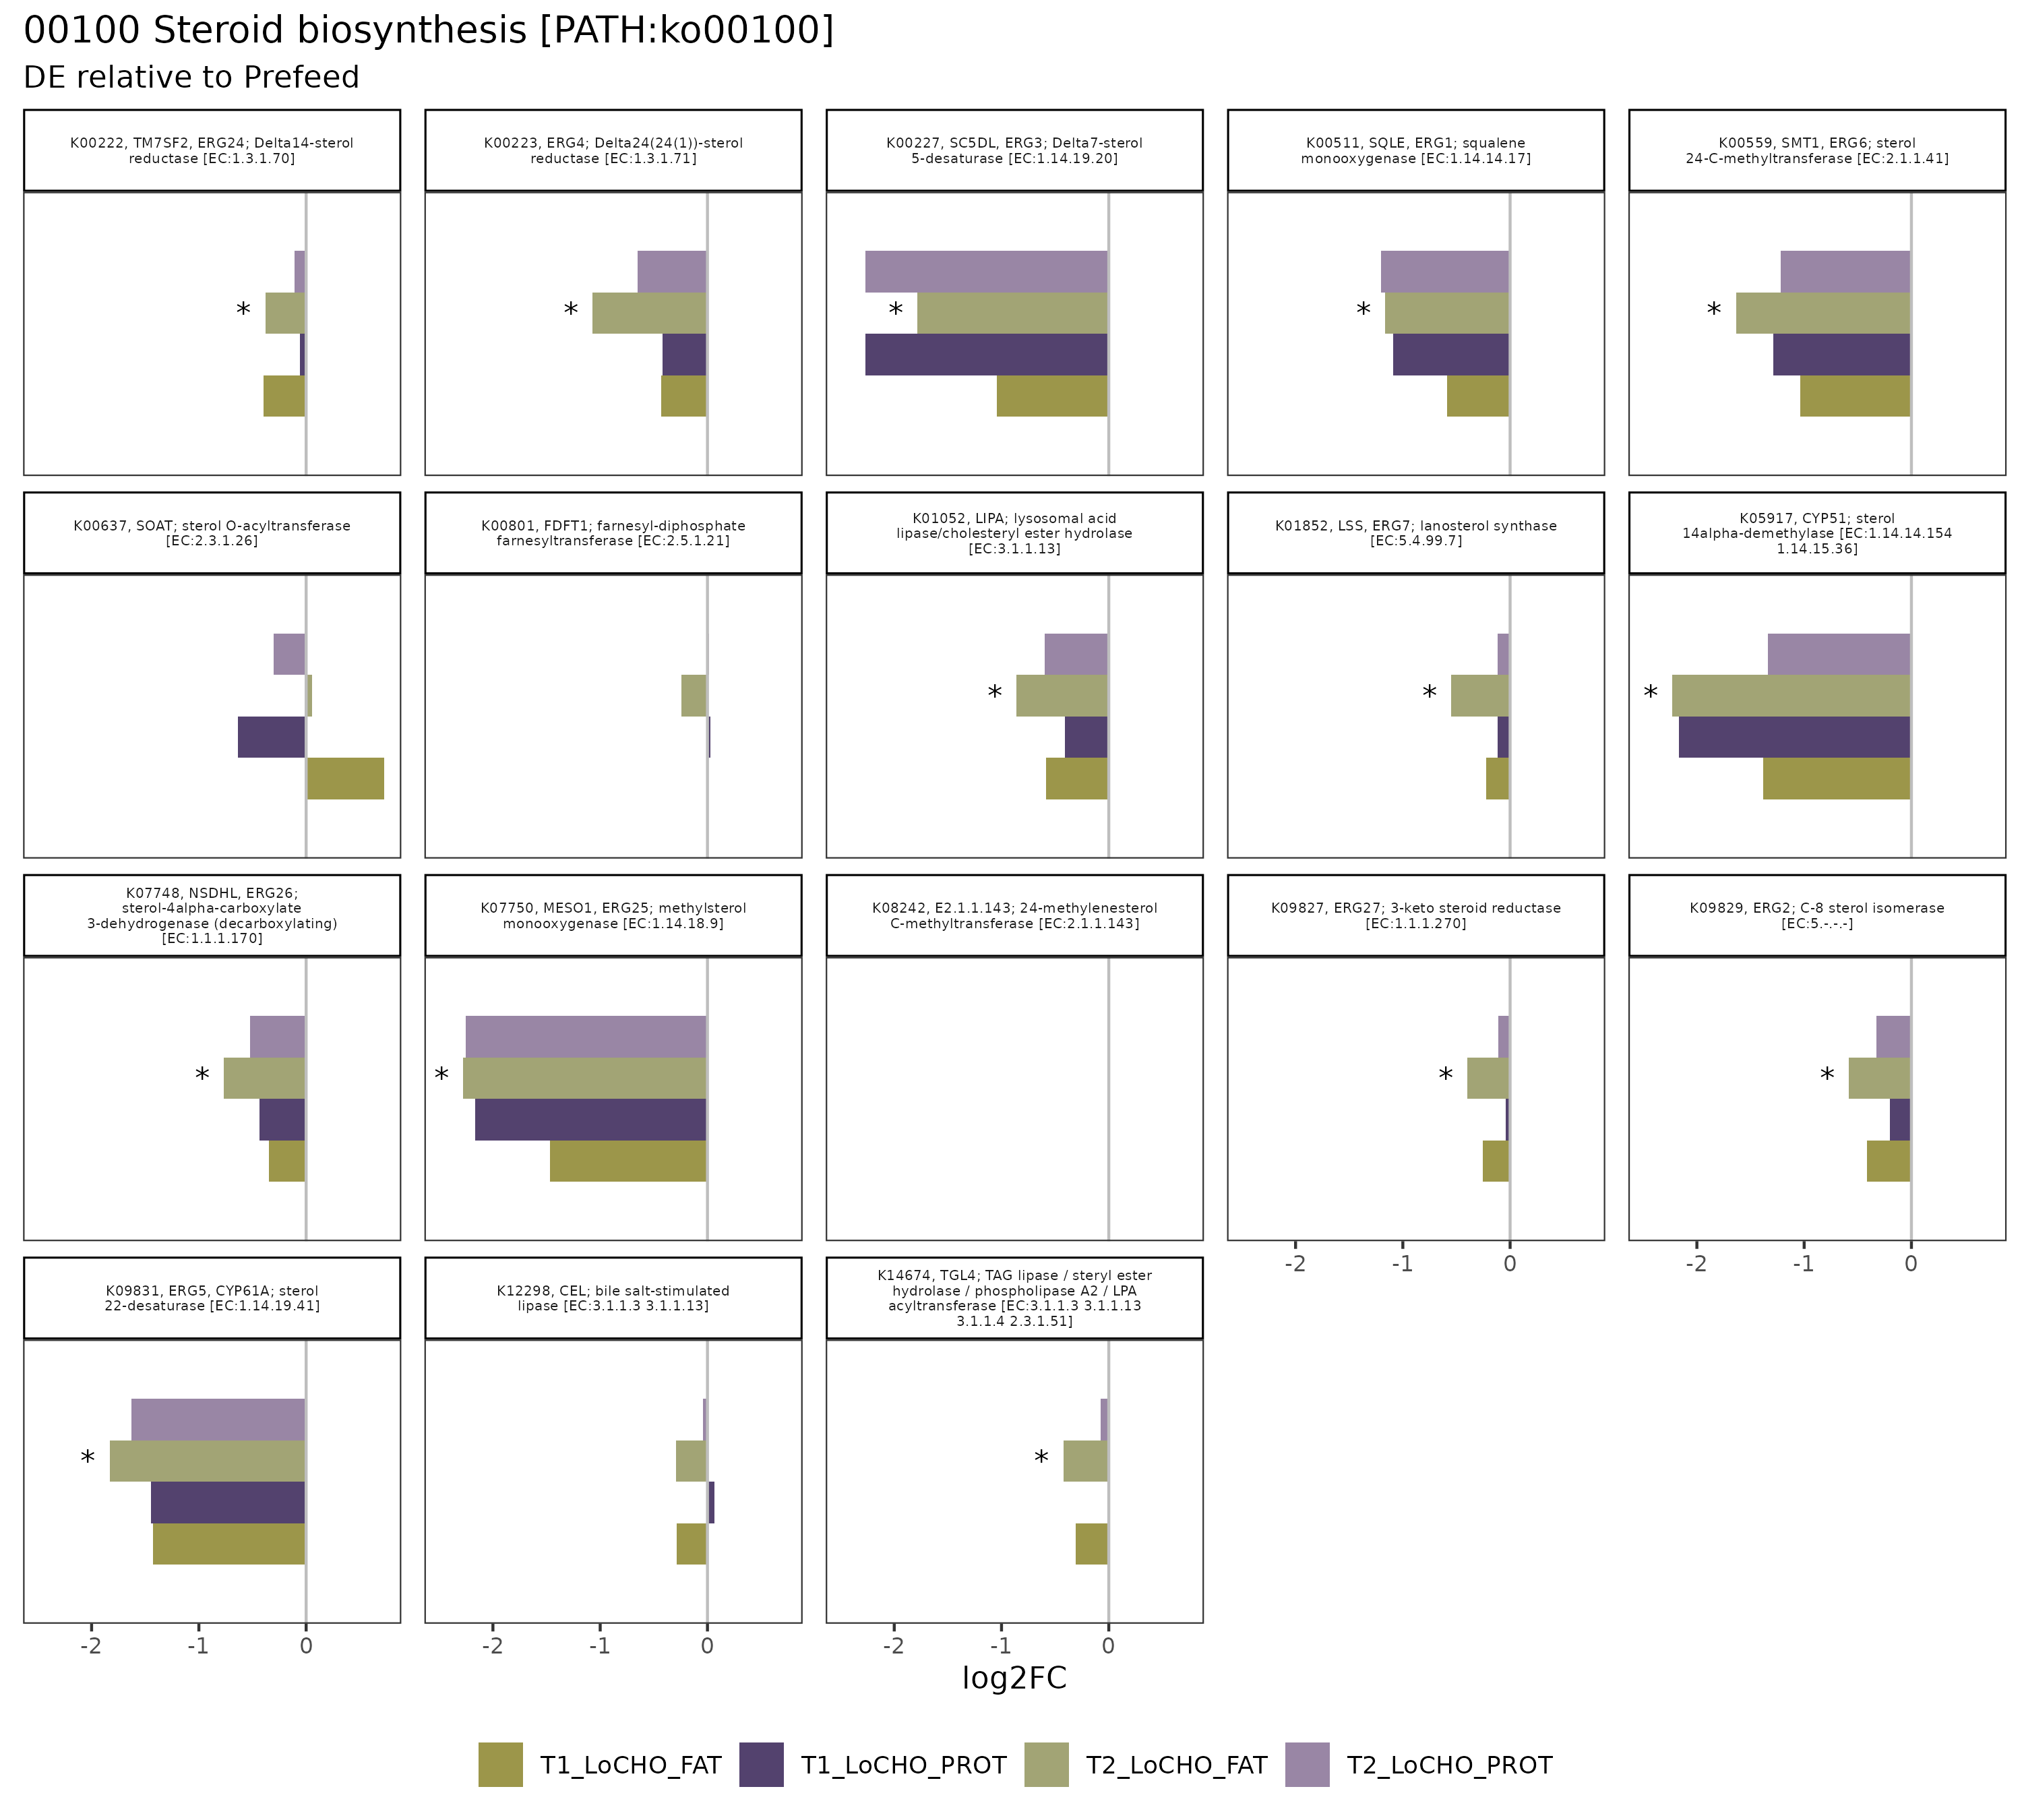 00100 Steroid biosynthesis [PATH:ko00100]
DE relative to Prefeed
K00222, TM7SF2, ERG24; Delta14-sterol
reductase [EC:1.3.1.70]
K00223, ERG4; Delta24(24(1))-sterol
reductase [EC:1.3.1.71]
K00227, SC5DL, ERG3; Delta7-sterol
5-desaturase [EC:1.14.19.20]
K00511, SQLE, ERG1; squalene
monooxygenase [EC:1.14.14.17]
K00559, SMT1, ERG6; sterol
24-C-methyltransferase [EC:2.1.1.41]
*
*
*
*
*
K00637, SOAT; sterol O-acyltransferase
[EC:2.3.1.26]
K00801, FDFT1; farnesyl-diphosphate
farnesyltransferase [EC:2.5.1.21]
K01052, LIPA; lysosomal acid
lipase/cholesteryl ester hydrolase
[EC:3.1.1.13]
K01852, LSS, ERG7; lanosterol synthase
[EC:5.4.99.7]
K05917, CYP51; sterol
14alpha-demethylase [EC:1.14.14.154
1.14.15.36]
*
*
*
K07748, NSDHL, ERG26;
sterol-4alpha-carboxylate
3-dehydrogenase (decarboxylating)
[EC:1.1.1.170]
K07750, MESO1, ERG25; methylsterol
monooxygenase [EC:1.14.18.9]
K08242, E2.1.1.143; 24-methylenesterol
C-methyltransferase [EC:2.1.1.143]
K09827, ERG27; 3-keto steroid reductase
[EC:1.1.1.270]
K09829, ERG2; C-8 sterol isomerase
[EC:5.-.-.-]
*
*
*
*
-2 -1 0
-2 -1 0
K09831, ERG5, CYP61A; sterol
22-desaturase [EC:1.14.19.41]
K12298, CEL; bile salt-stimulated
lipase [EC:3.1.1.3 3.1.1.13]
K14674, TGL4; TAG lipase / steryl ester
hydrolase / phospholipase A2 / LPA
acyltransferase [EC:3.1.1.3 3.1.1.13
3.1.1.4 2.3.1.51]
*
*
-2 -1 0
-2 -1 0
-2 -1 0
log2FC
T1_LoCHO_FAT
T1_LoCHO_PROT
T2_LoCHO_FAT
T2_LoCHO_PROT